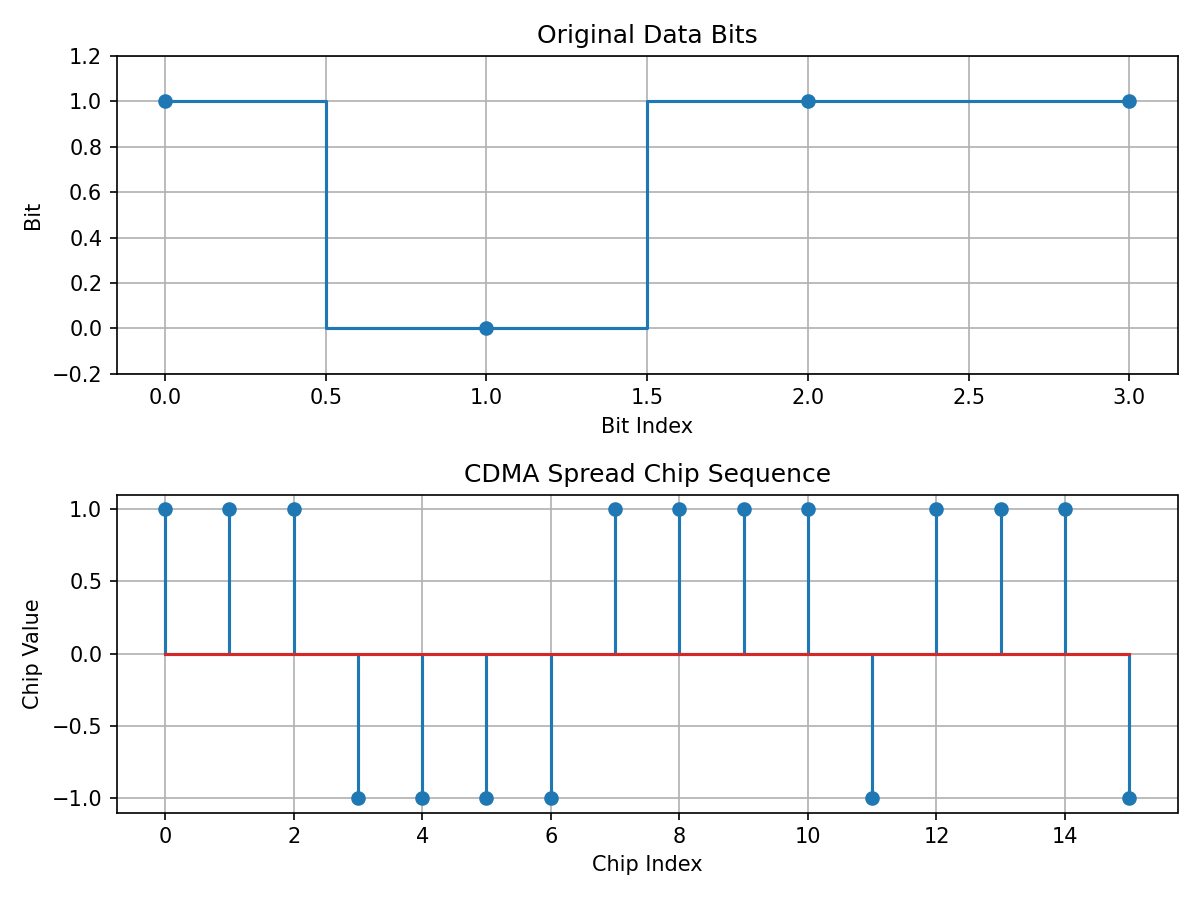 Original Data Bits
1.2
1.0
0.8
0.6
0.4
0.2
0.0
−0.2
Bit
0.0 0.5 1.0 1.5 2.0 2.5 3.0
Bit Index
CDMA Spread Chip Sequence
1.0
0.5
0.0
−0.5
−1.0
Chip Value
0 2 4 6 8 10 12 14
Chip Index